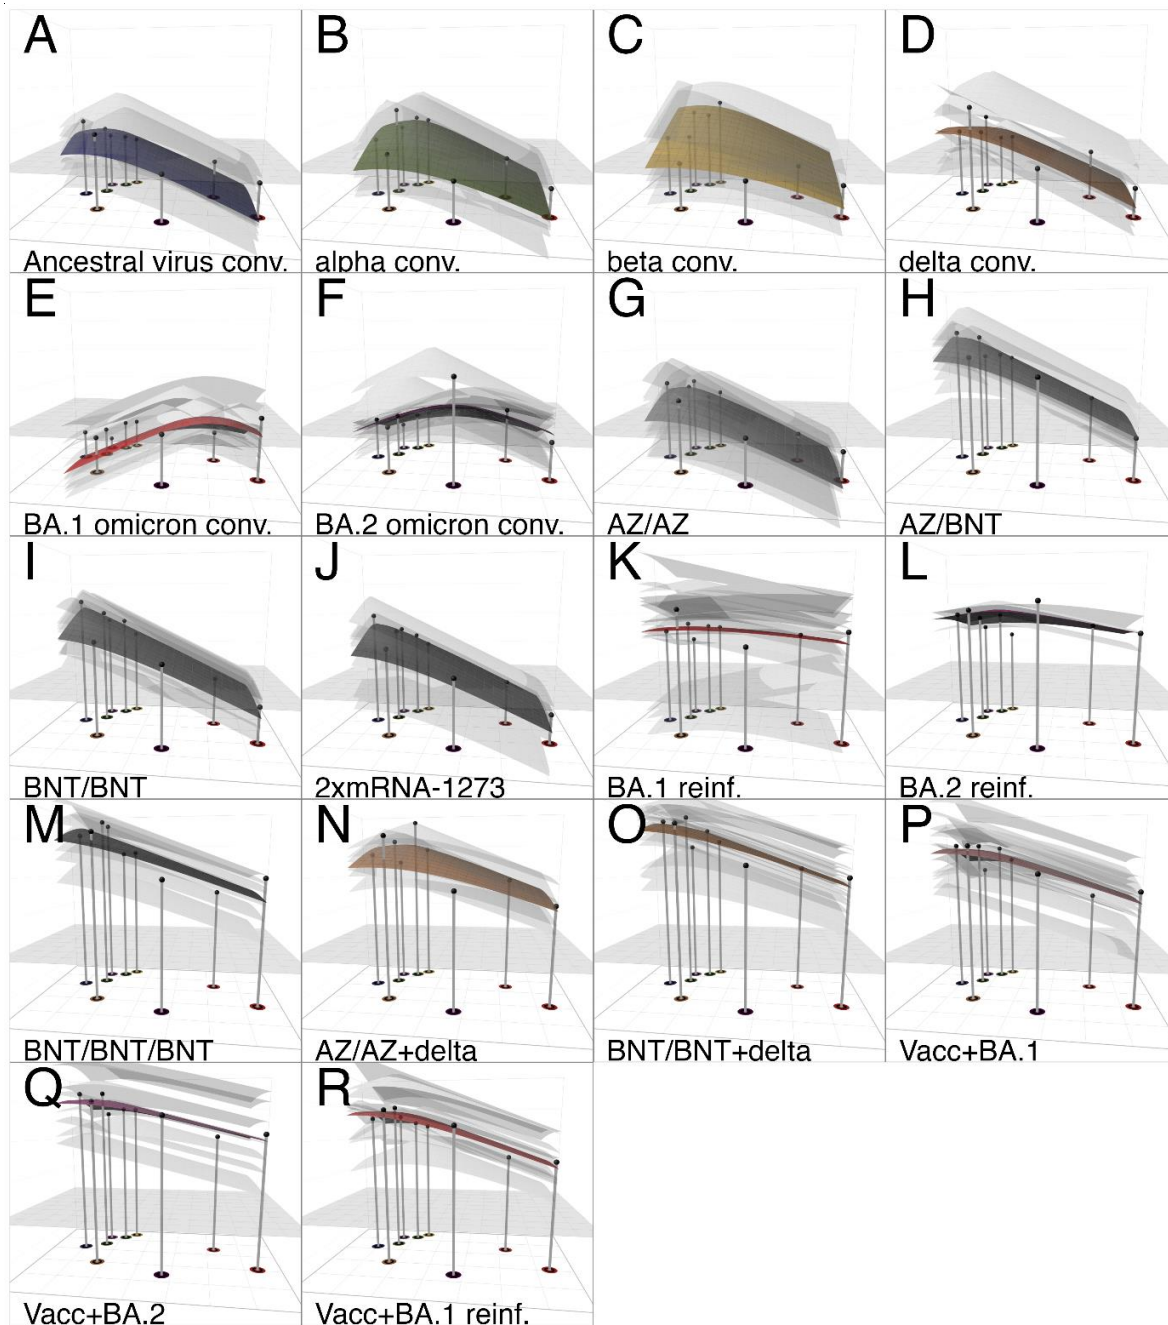 A B C D
Ancestral virus conv. alpha conv. beta conv. delta conv.
E F G H
BA.1 omicron conv. BA.2 omicron conv. AZ/AZ AZ/BNT
I J K L
BNT/BNT 2xmRNA-1273 BA.1 reinf. BA.2 reinf.
M N O P
BNT/BNT/BNT AZ/AZ+delta BNT/BNT+delta Vacc+BA.1
Q R
Vacc+BA.2 Vacc+BA.1 reinf.